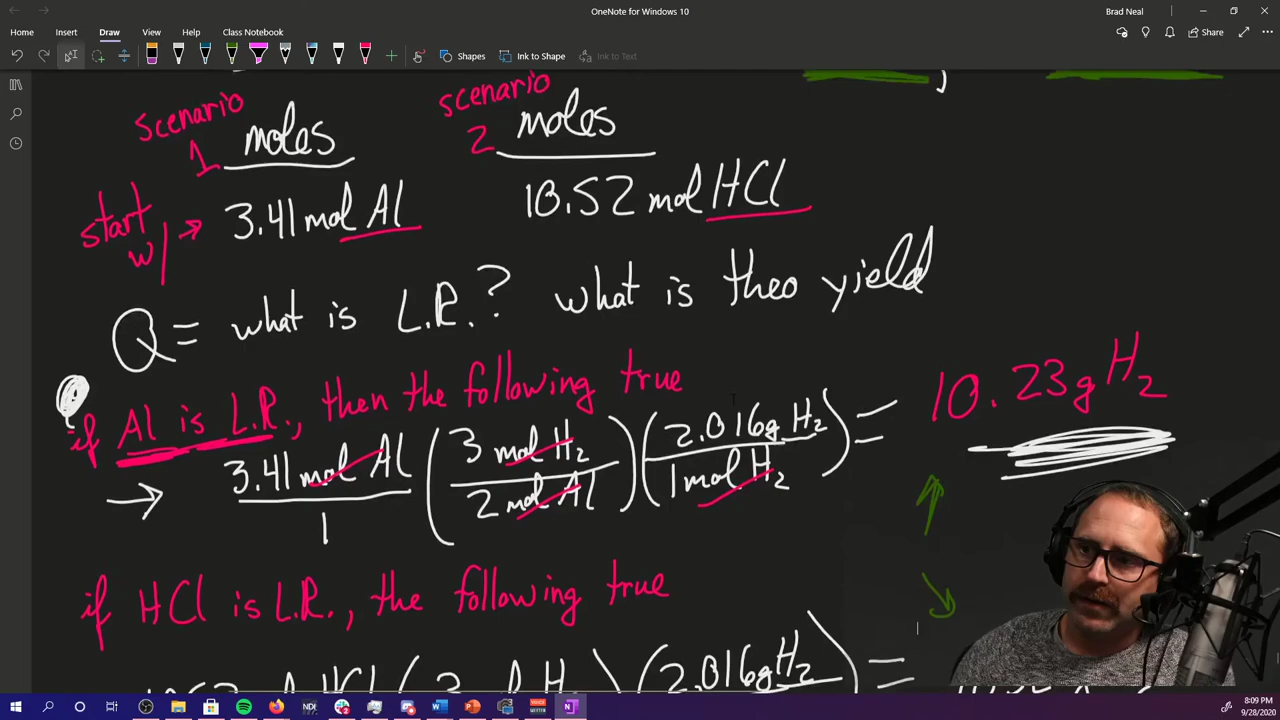 OneNote for Windows 10
Brad Neal
Home Insert Draw View Help Class Notebook
Shapes Ink to Shape Ink to Text Share
scenario 1 moles scenario 2 moles
start w/ → 3.41 mol Al 10.52 mol HCl
Q= what is L.R.? what is theo yield
if Al is L.R., then the following true
→ 3.41 mol Al / 1 (3 mol H2 / 2 mol Al) (2.016g H2 / 1 mol H2) = 10.23g H2
if HCl is L.R., the following true
(2.016g H2 =
8:09 PM
9/28/2020